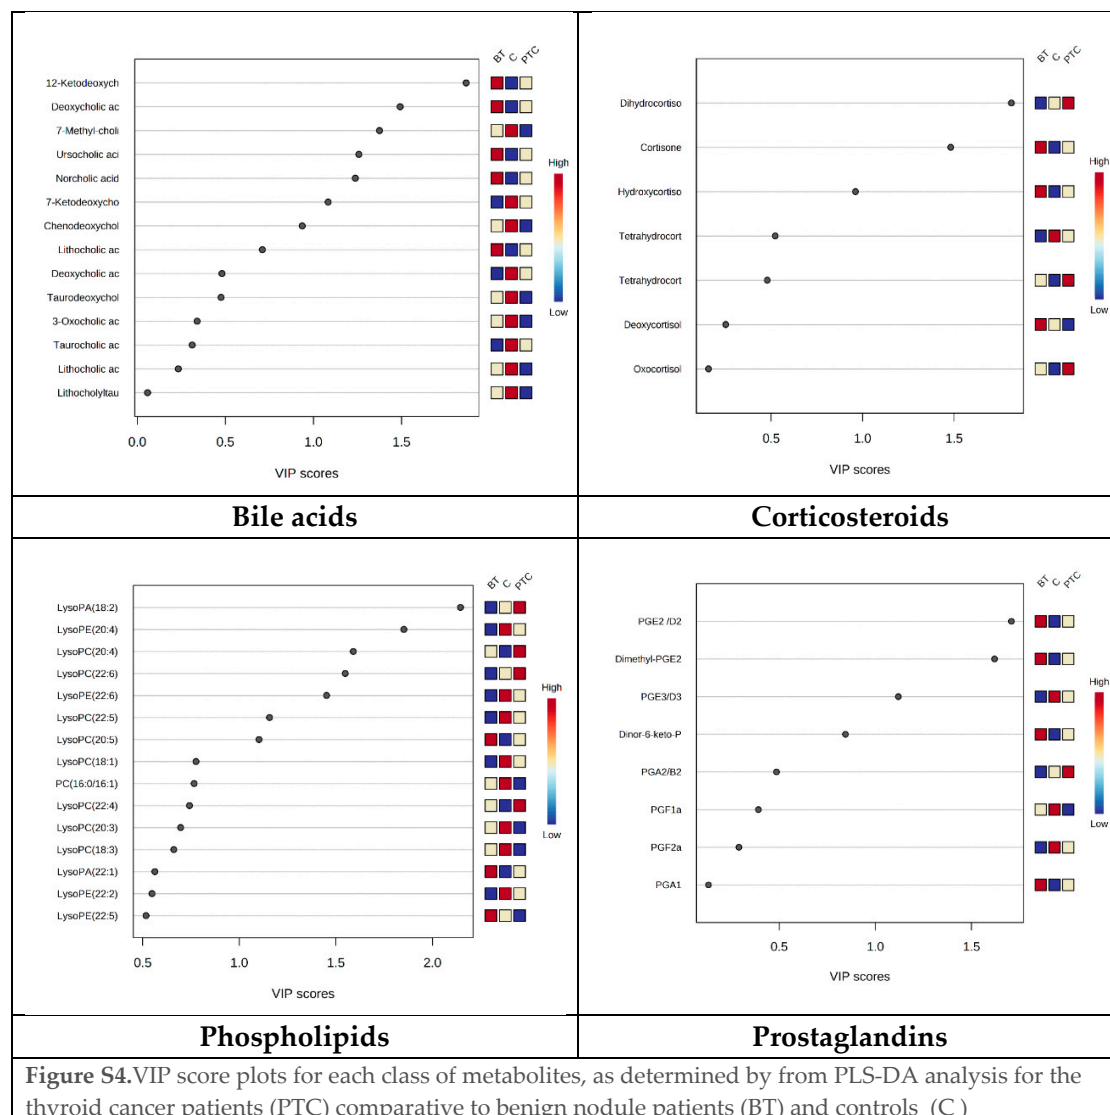 BT C PTC
12-Ketodeoxych
Deoxycholic ac
7-Methyl-choli
Ursocholic aci
Norcholic acid
7-Ketodeoxycho
Chenodeoxychol
Lithocholic ac
Deoxycholic ac
Taurodeoxychol
3-Oxocholic ac
Taurocholic ac
Lithocholic ac
Lithocholyltau
High
Low
0.0 0.5 1.0 1.5
VIP scores
Bile acids
BT C PTC
Dihydrocortiso
Cortisone
Hydroxycortiso
Tetrahydrocort
Tetrahydrocort
Deoxycortisol
Oxocortisol
High
Low
0.5 1.0 1.5
VIP scores
Corticosteroids
BT C PTC
LysoPA(18:2)
LysoPE(20:4)
LysoPC(20:4)
LysoPC(22:6)
LysoPE(22:6)
LysoPC(22:5)
LysoPC(20:5)
LysoPC(18:1)
PC(16:0/16:1)
LysoPC(22:4)
LysoPC(20:3)
LysoPC(18:3)
LysoPA(22:1)
LysoPE(22:2)
LysoPE(22:5)
High
Low
0.5 1.0 1.5 2.0
VIP scores
Phospholipids
BT C PTC
PGE2 /D2
Dimethyl-PGE2
PGE3/D3
Dinor-6-keto-P
PGA2/B2
PGF1a
PGF2a
PGA1
High
Low
0.5 1.0 1.5
VIP scores
Prostaglandins
Figure S4.VIP score plots for each class of metabolites, as determined by from PLS-DA analysis for the
thyroid cancer patients (PTC) comparative to benign nodule patients (BT) and controls (C )